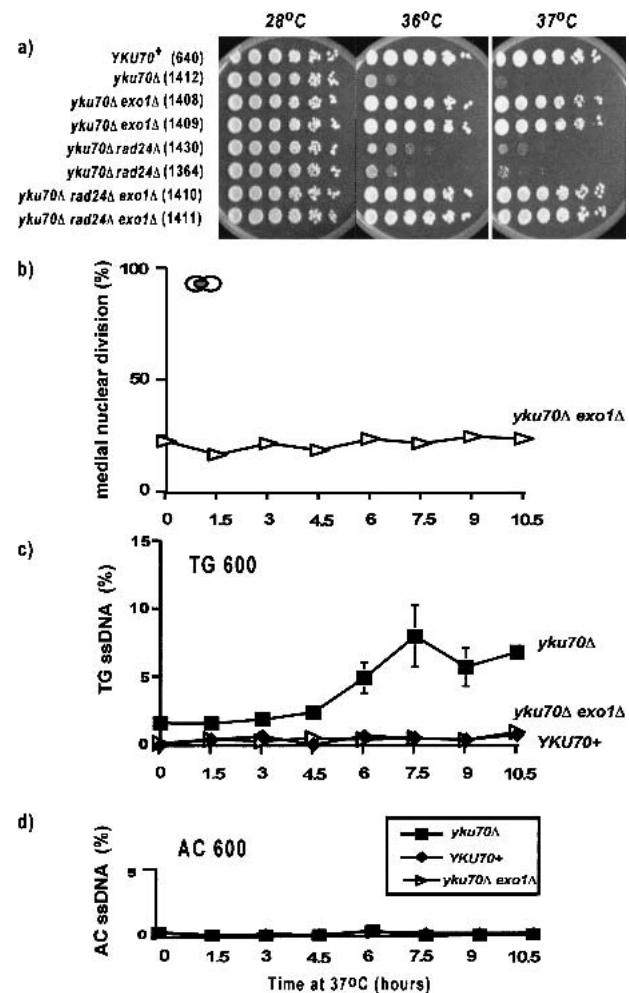 28°C 36°C 37°C
a)
YKU70+ (640)
yku70Δ (1412)
yku70Δ exo1Δ (1408)
yku70Δ exo1Δ (1409)
yku70Δ rad24Δ (1430)
yku70Δ rad24Δ (1364)
yku70Δ rad24Δ exo1Δ (1410)
yku70Δ rad24Δ exo1Δ (1411)
b)
medial nuclear division (%)
100
50
0
yku70Δ exo1Δ
0 1.5 3 4.5 6 7.5 9 10.5
c)
TG 600
TG ssDNA (%)
15
10
5
0
yku70Δ
yku70Δ exo1Δ
YKU70+
0 1.5 3 4.5 6 7.5 9 10.5
d)
AC 600
AC ssDNA (%)
5
0
yku70Δ
YKU70+
yku70Δ exo1Δ
0 1.5 3 4.5 6 7.5 9 10.5
Time at 37°C (hours)